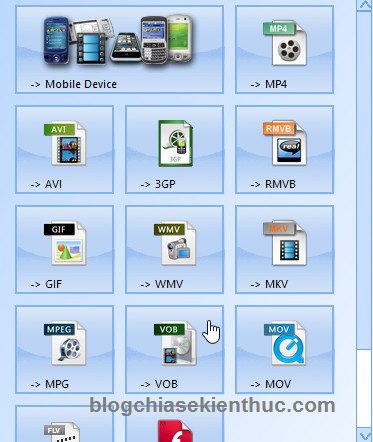 -> Mobile Device
MP4
-> MP4
AVI
-> AVI
3GP
-> 3GP
RMVB
real
-> RMVB
GIF
-> GIF
WMV
-> WMV
MKV
-> MKV
MPEG
-> MPG
VOB
-> VOB
MOV
-> MOV
blogchiasekienthuc.com
FLV